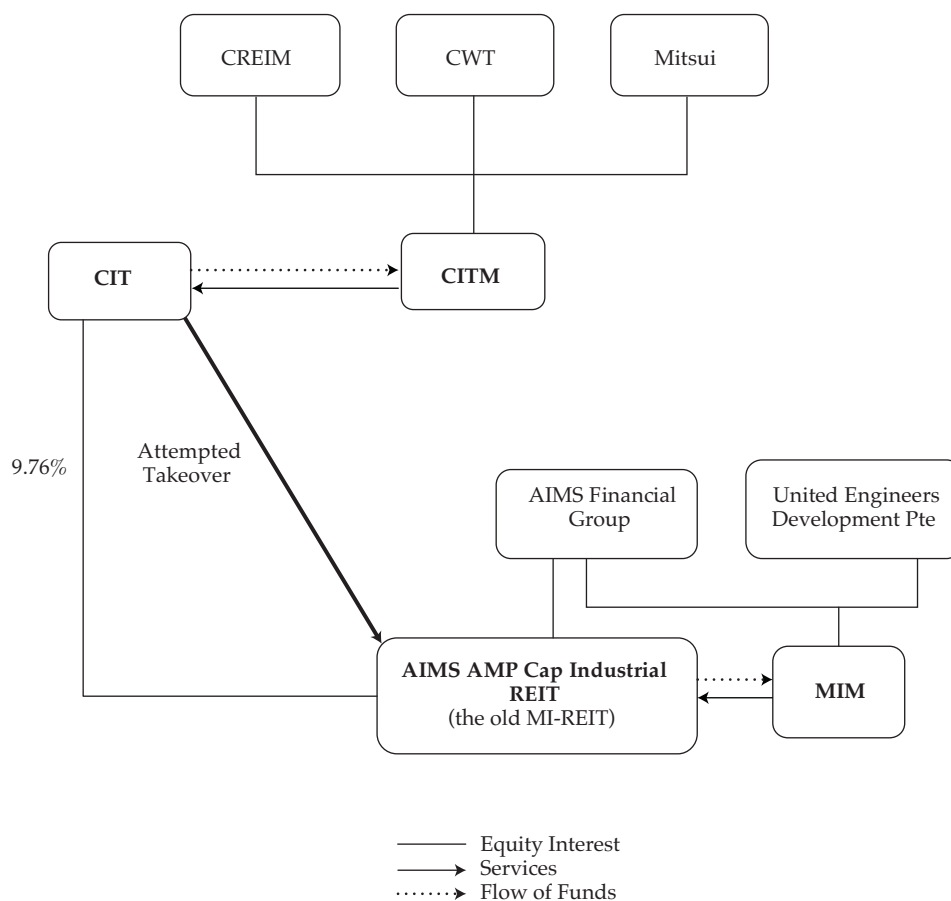 CREIM
CWT
Mitsui
CIT
CITM
9.76%
Attempted
Takeover
AIMS Financial
Group
United Engineers
Development Pte
AIMS AMP Cap Industrial
REIT
(the old MI-REIT)
MIM
Equity Interest
Services
Flow of Funds